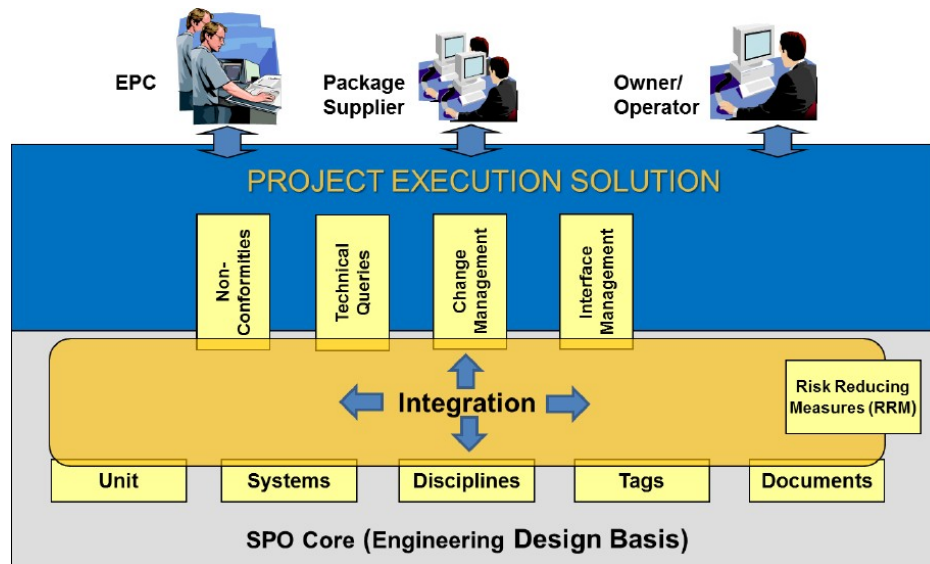 EPC
Package
Supplier
Owner/
Operator
PROJECT EXECUTION SOLUTION
Non-
Conformities
Technical
Queries
Change
Management
Interface
Management
Integration
Risk Reducing
Measures (RRM)
Unit
Systems
Disciplines
Tags
Documents
SPO Core (Engineering Design Basis)